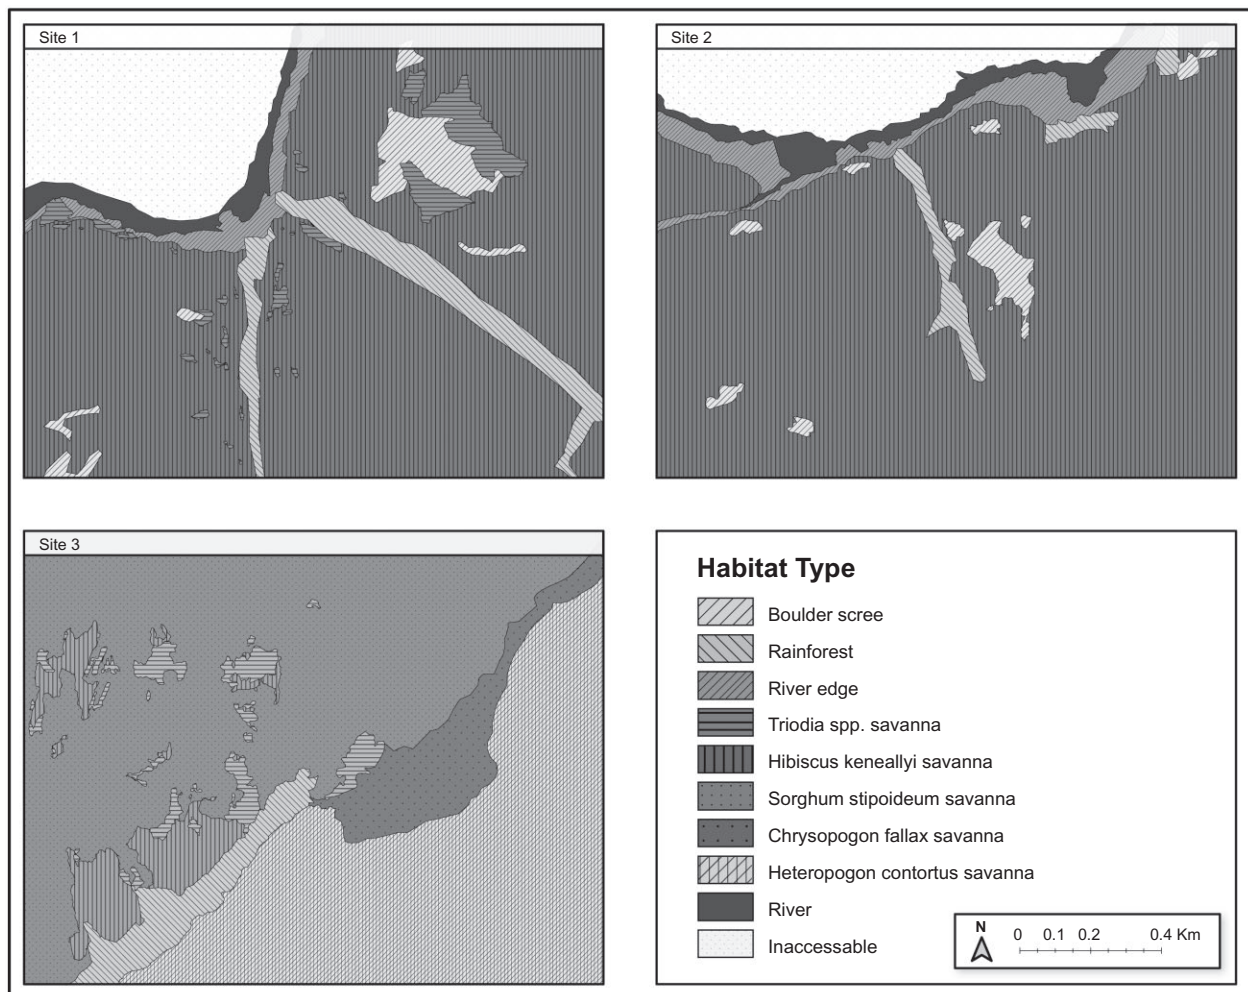 Site 1
Site 2
Site 3
Habitat Type
Boulder scree
Rainforest
River edge
Triodia spp. savanna
Hibiscus keneallyi savanna
Sorghum stipoideum savanna
Chrysopogon fallax savanna
Heteropogon contortus savanna
River
Inaccessable
N
0 0.1 0.2 0.4 Km